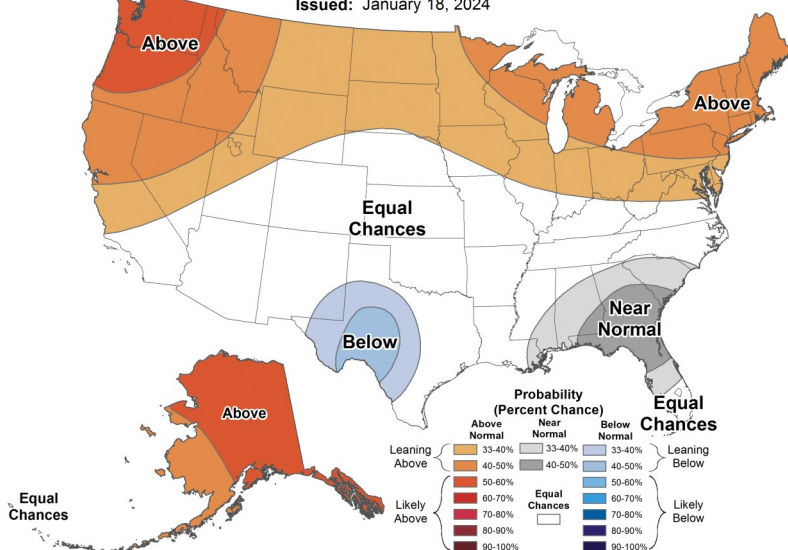 Issued: January 18, 2024
Above
Above
Equal
Chances
Near
Normal
Below
Above
Equal
Chances
Equal
Chances
Probability
(Percent Chance)
Above
Normal
Near
Normal
Below
Normal
Leaning
Above
33-40%
33-40%
33-40%
Leaning
Below
40-50%
40-50%
40-50%
Likely
Above
50-60%
50-60%
Likely
Below
60-70%
Equal
Chances
60-70%
70-80%
70-80%
80-90%
80-90%
90-100%
90-100%